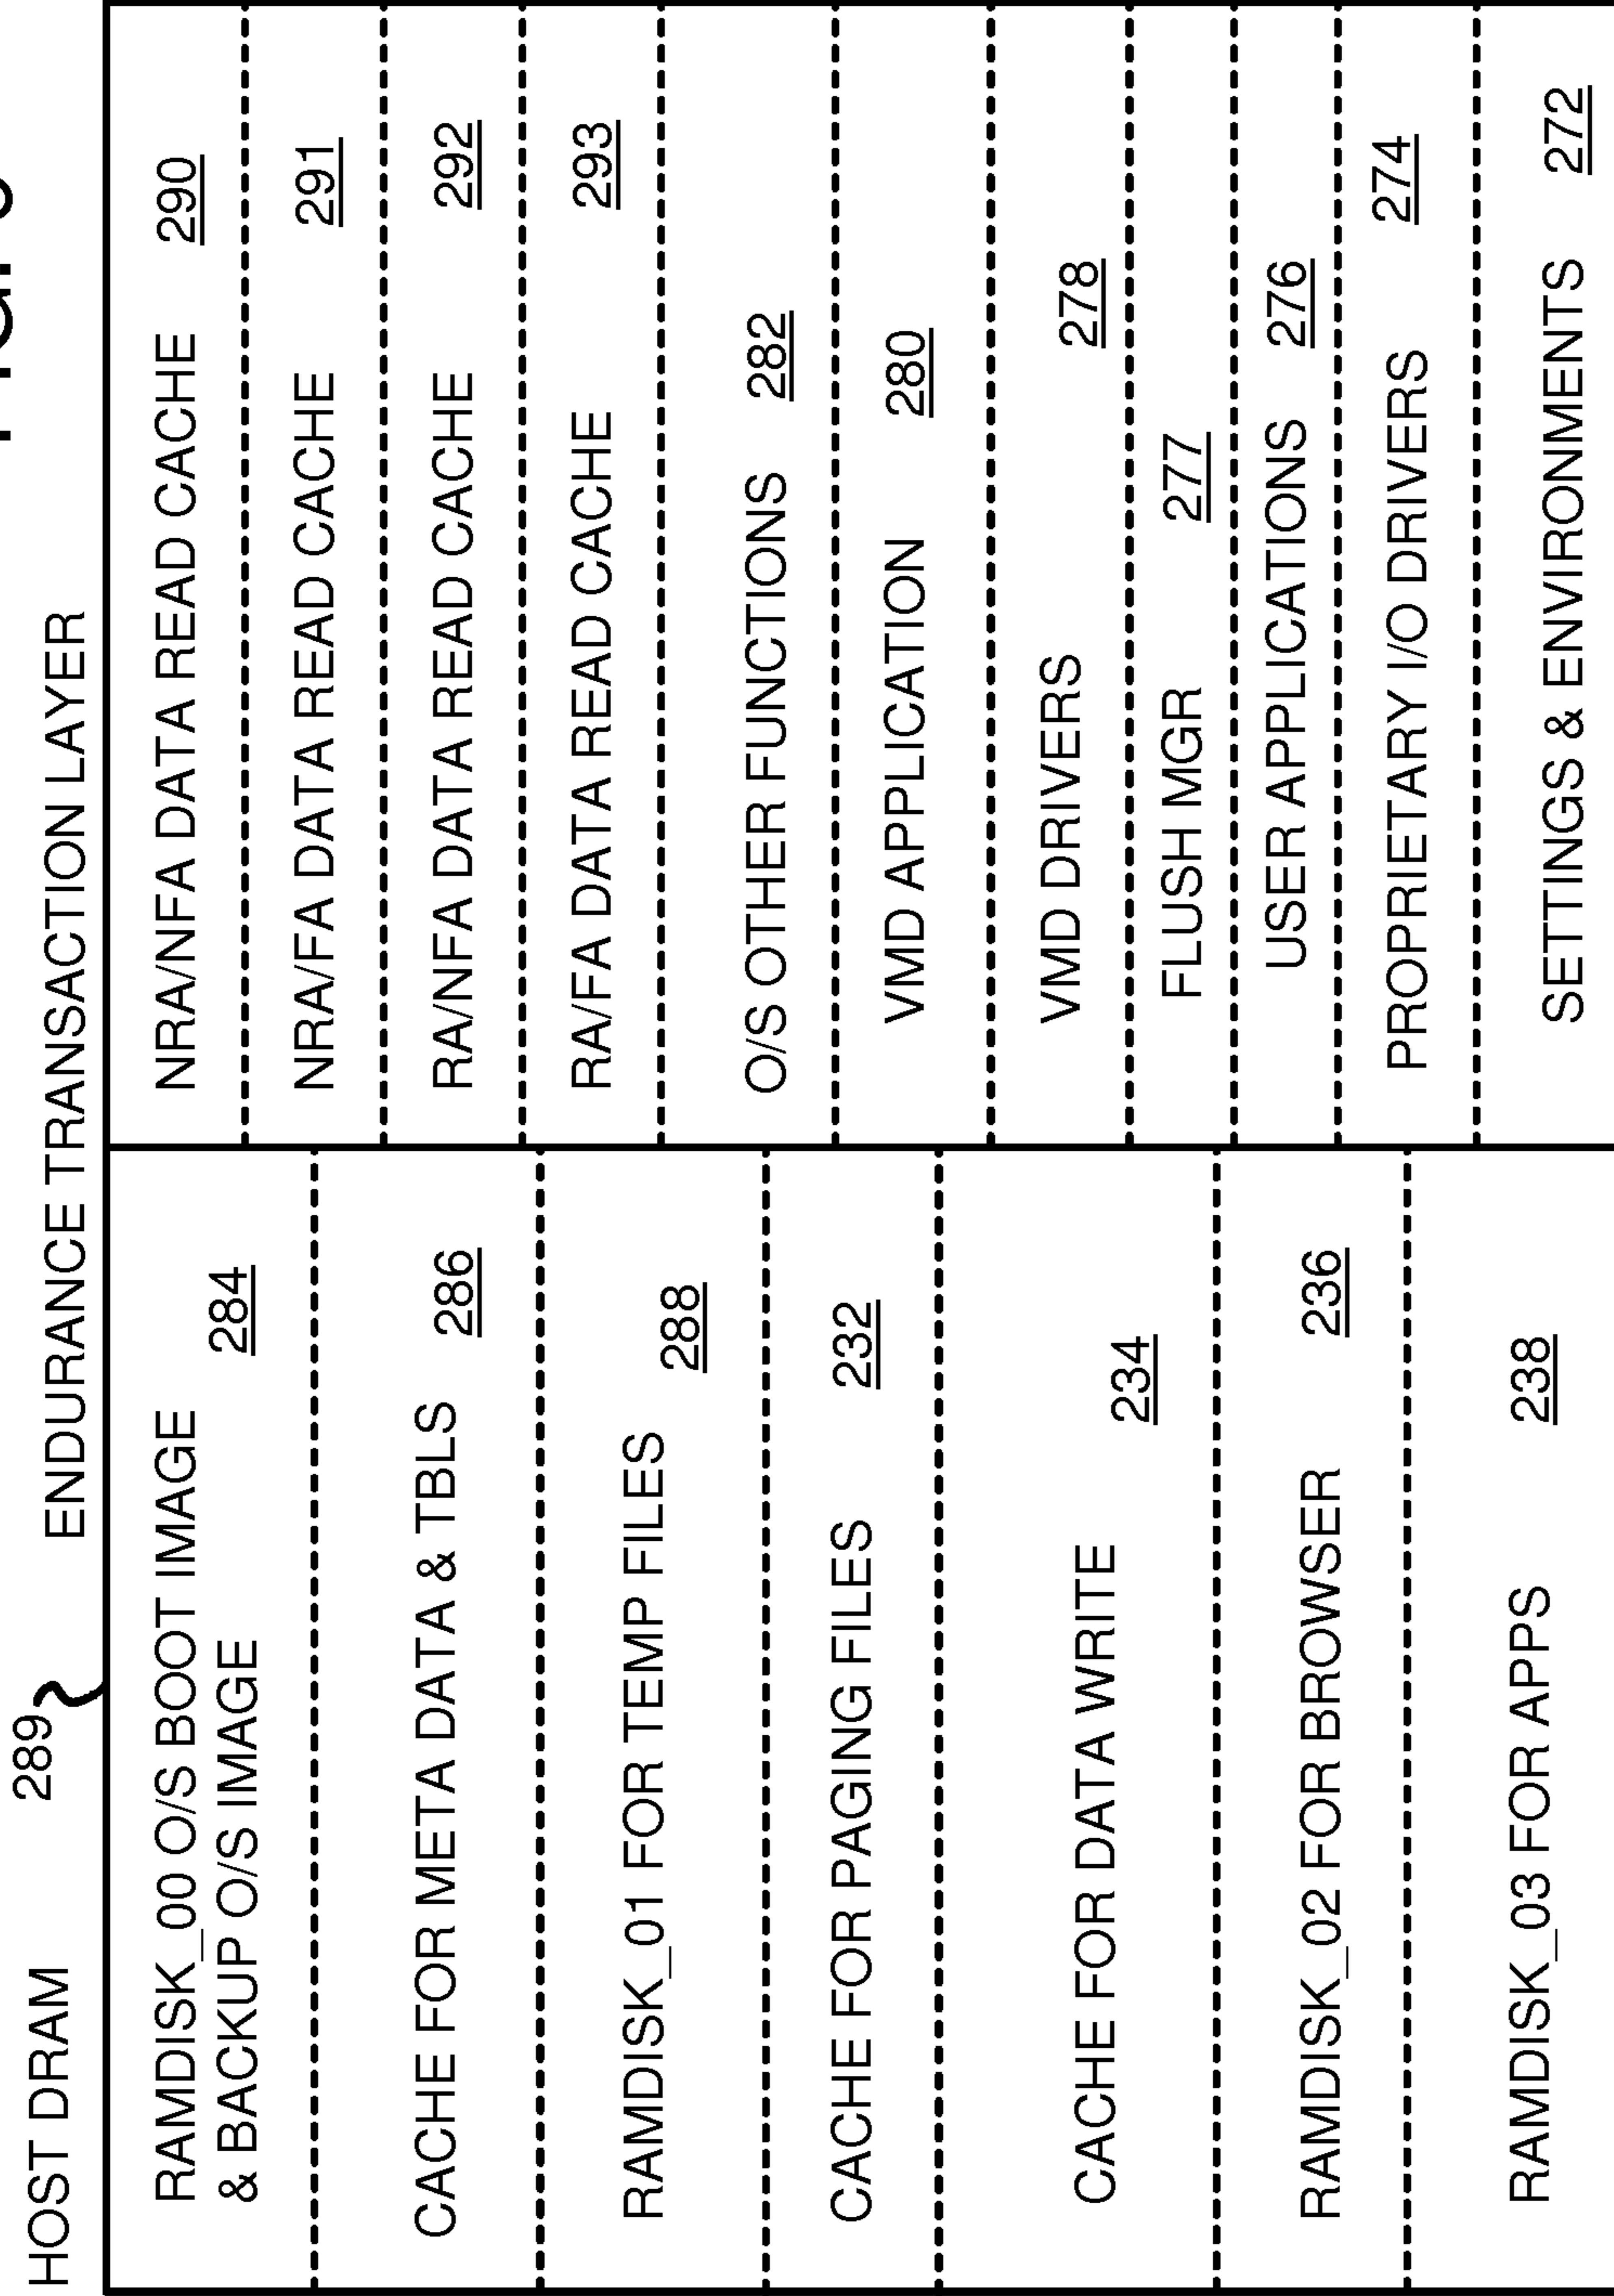 HOST DRAM
289
ENDURANCE TRANSACTION LAYER
RAMDISK_00 O/S BOOT IMAGE
& BACKUP O/S IMAGE
284
CACHE FOR META DATA & TBLS
286
RAMDISK_01 FOR TEMP FILES
288
CACHE FOR PAGING FILES
232
CACHE FOR DATA WRITE
234
RAMDISK_02 FOR BROWSER
236
RAMDISK_03 FOR APPS
238
NRA/NFA DATA READ CACHE 290
NRA/FA DATA READ CACHE 291
RA/NFA DATA READ CACHE 292
RA/FA DATA READ CACHE 293
O/S OTHER FUNCTIONS 282
VMD APPLICATION 280
VMD DRIVERS 278
FLUSH MGR 277
USER APPLICATIONS 276
PROPRIETARY I/O DRIVERS 274
SETTINGS & ENVIRONMENTS 272